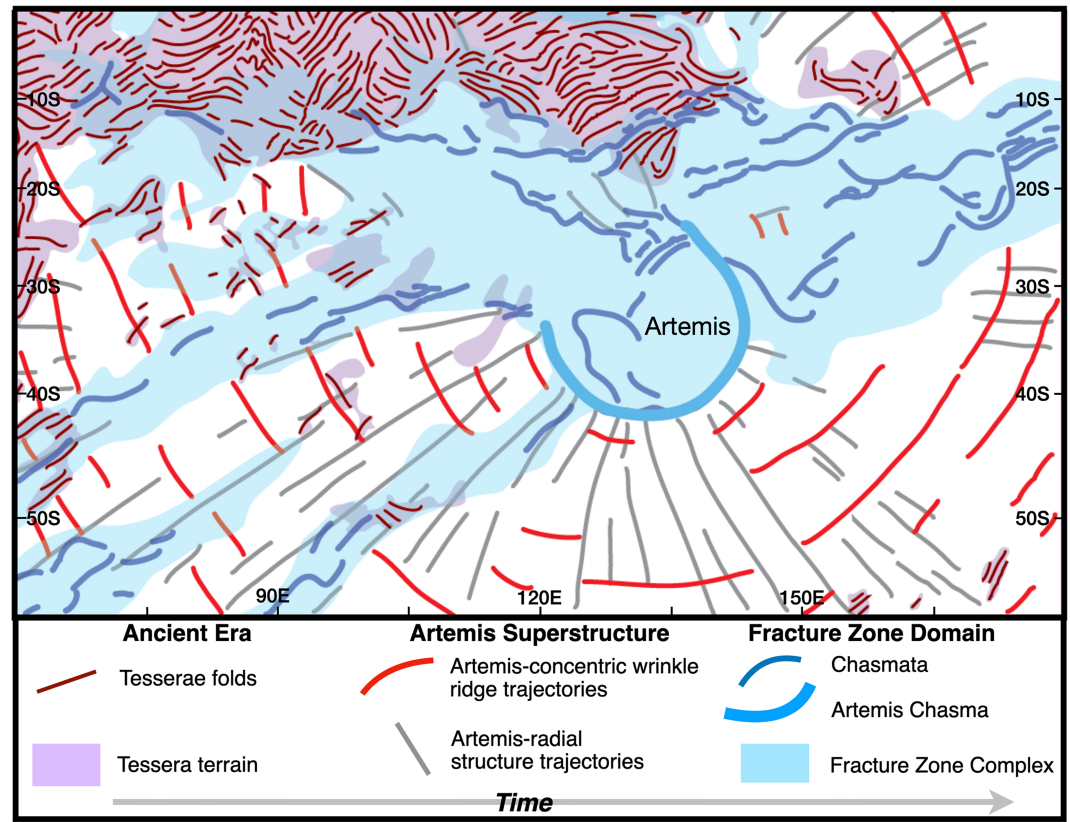 10S
10S
20S
20S
30S
30S
Artemis
40S
40S
50S
50S
90E
120E
150E
Ancient Era
Artemis Superstructure
Fracture Zone Domain
Tesserae folds
Artemis-concentric wrinkle
ridge trajectories
Chasmata
Artemis Chasma
Tessera terrain
Artemis-radial
structure trajectories
Fracture Zone Complex
Time